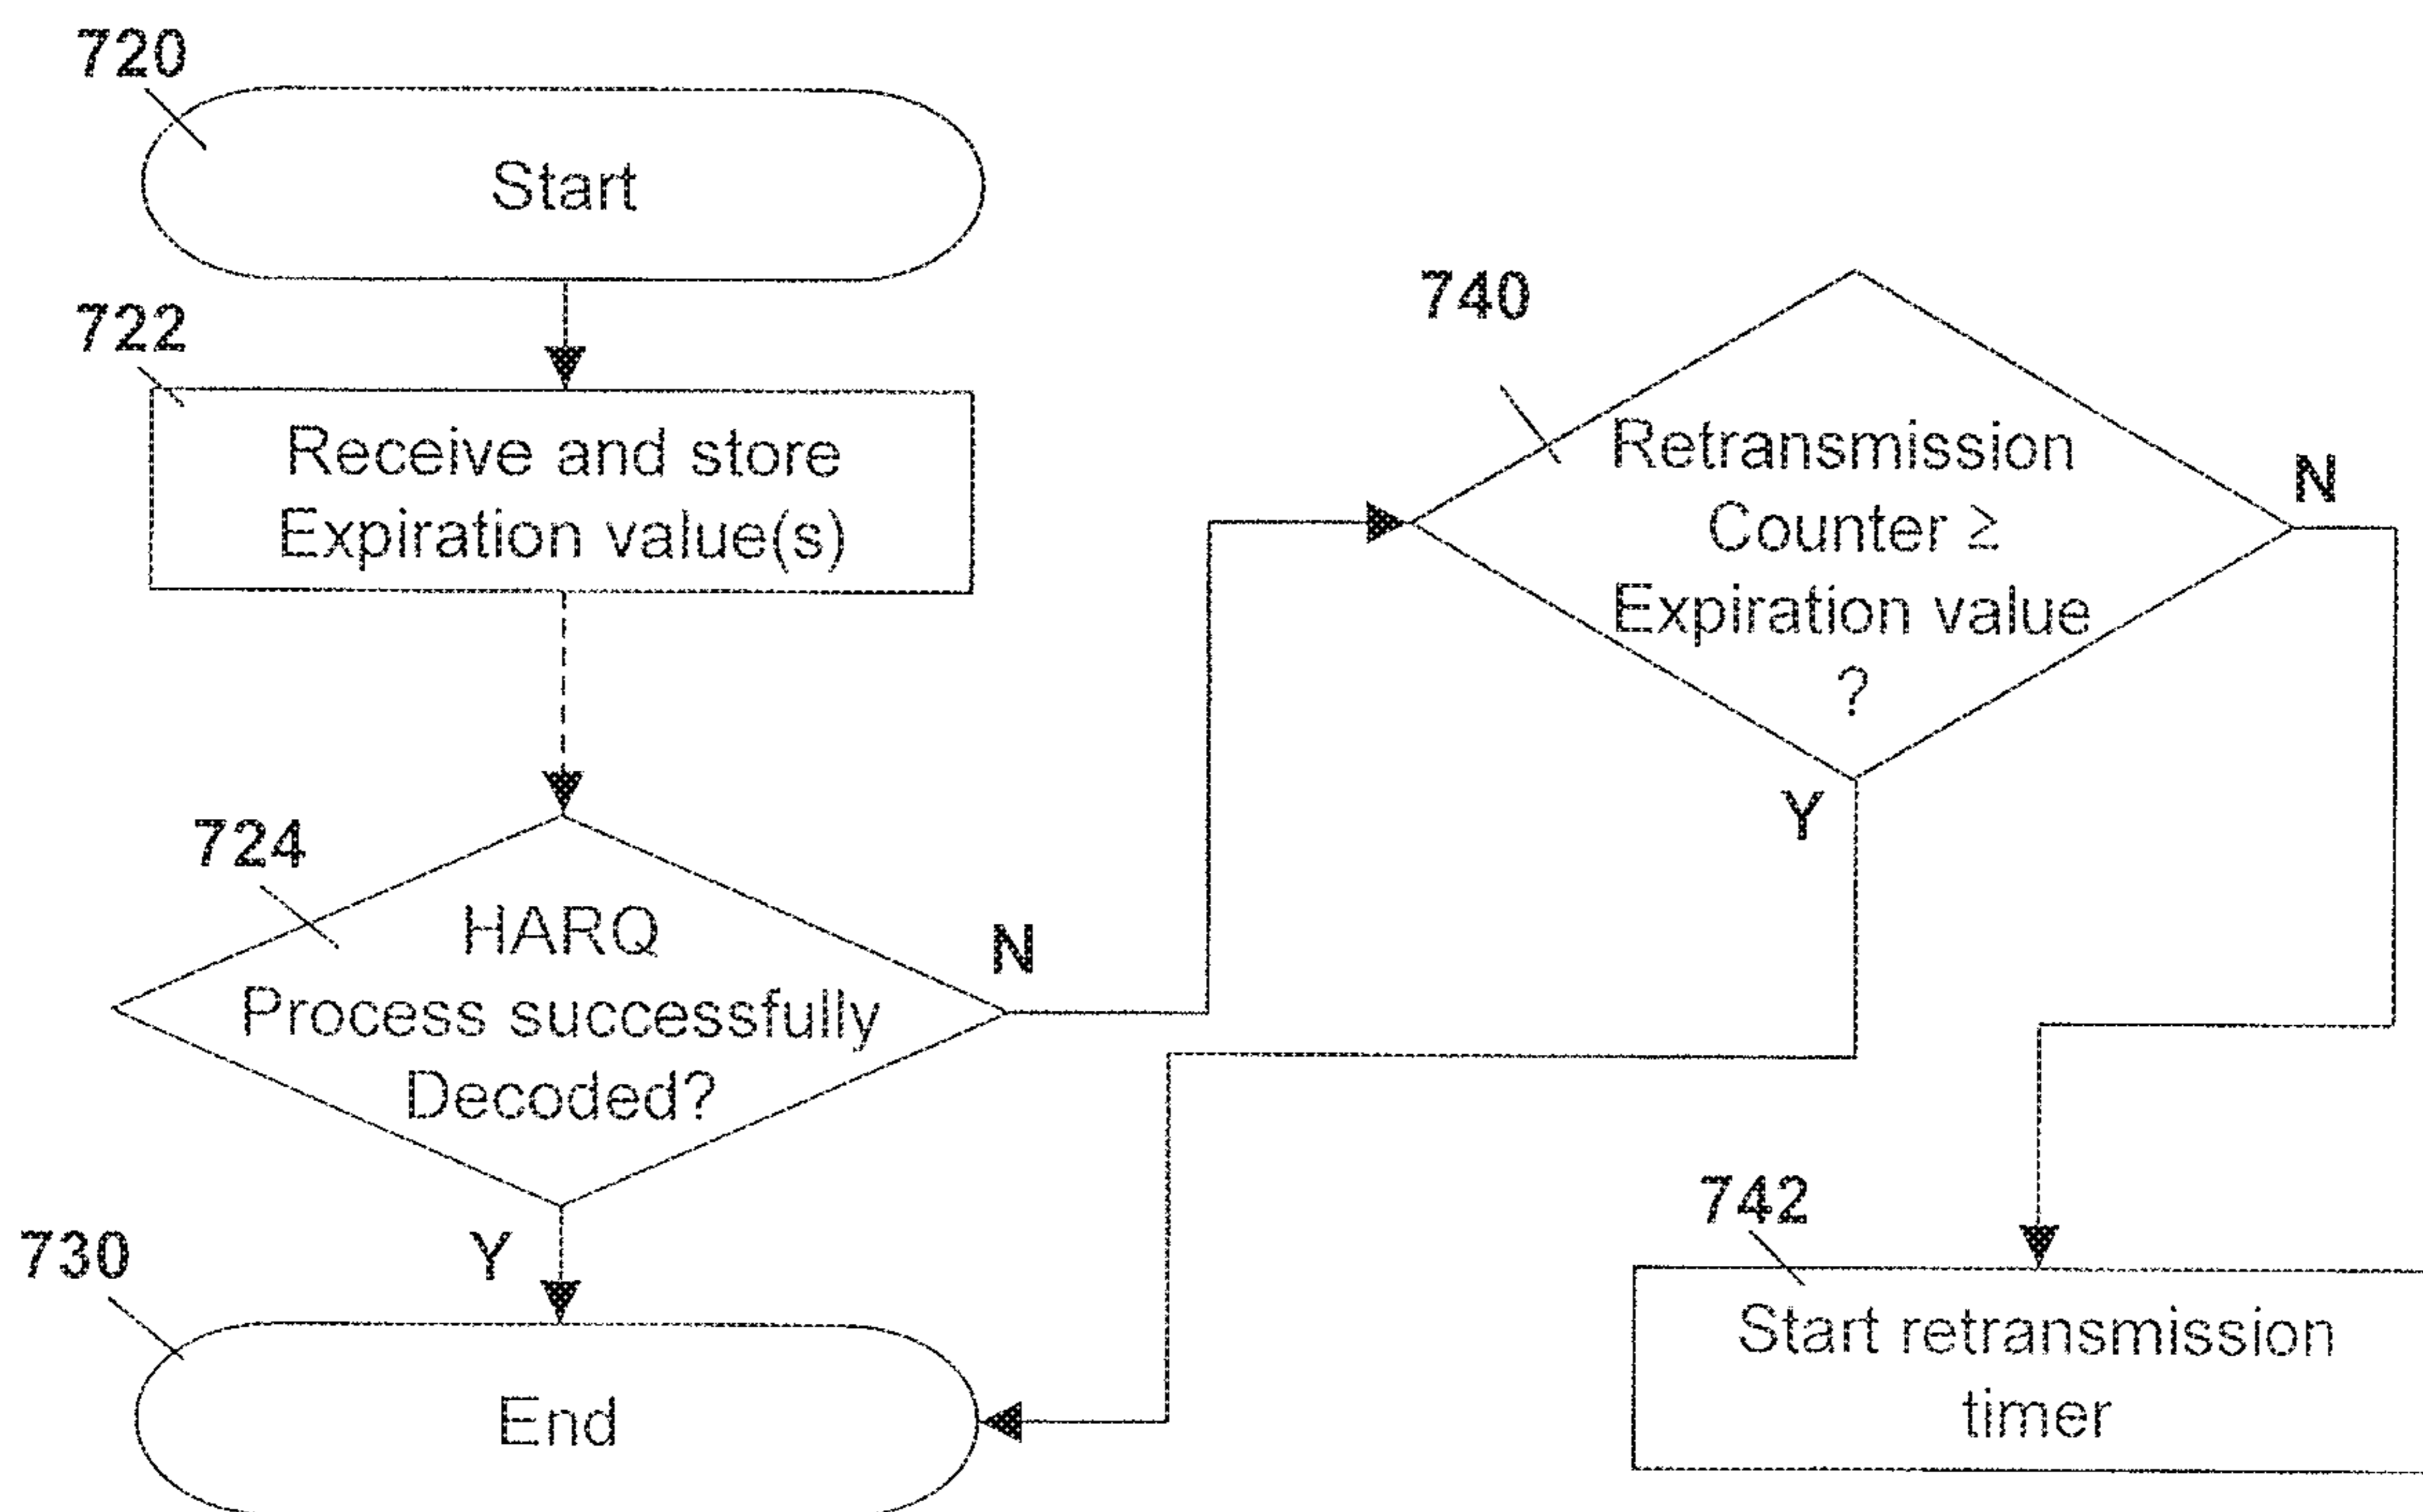 720
Start
722
Receive and store
Expiration value(s)
724
HARQ
Process successfully
Decoded?
N
Y
730
End
740
Retransmission
Counter ≥
Expiration value
?
N
Y
742
Start retransmission
timer